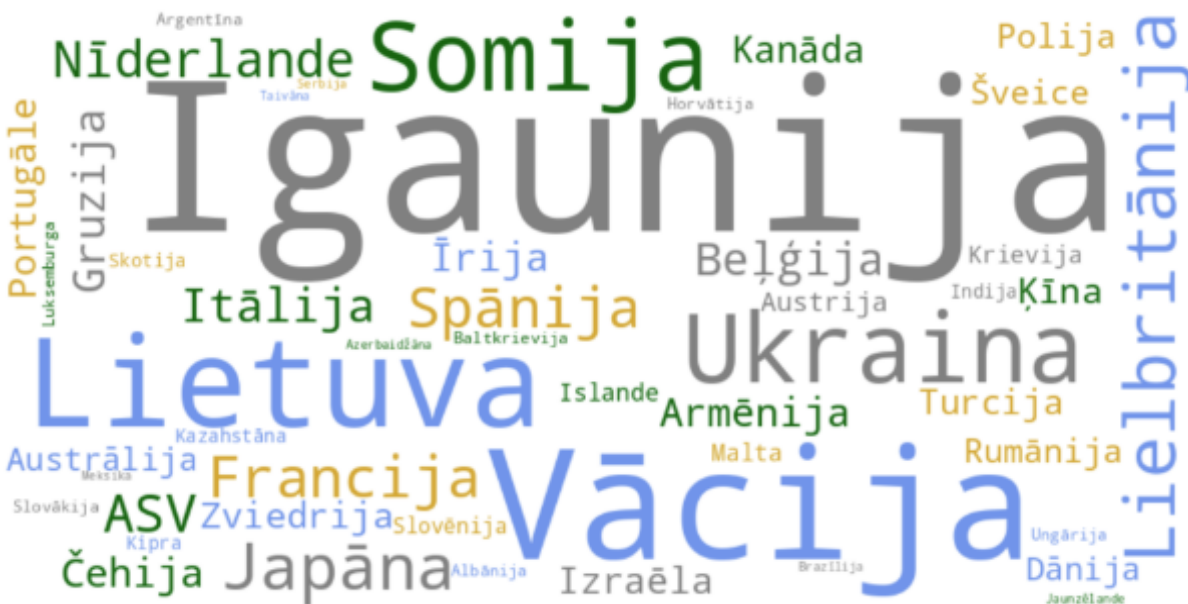 Argentīna
Nīderlande
Somija
Kanāda
Polija
Lielbritānija
Serbija
Taivāna
Šveice
Horvātija
Igaunija
Portugāle
Gruzija
Luksemburga
Skotija
Īrija
Beļģija
Krievija
Itālija
Spānija
Austrija
Indija
Ķīna
Azerbaidžāna
Baltkrievija
Ukraina
Lietuva
Islande
Armēnija
Turcija
Kazahstāna
Austrālija
Francija
Vācija
Malta
Rumānija
Meksika
Slovākija
ASV
Zviedrija
Slovēnija
Kipra
Ungārija
Čehija
Japāna
Albānija
Izraēla
Brazīlija
Dānija
Jaunzēlande